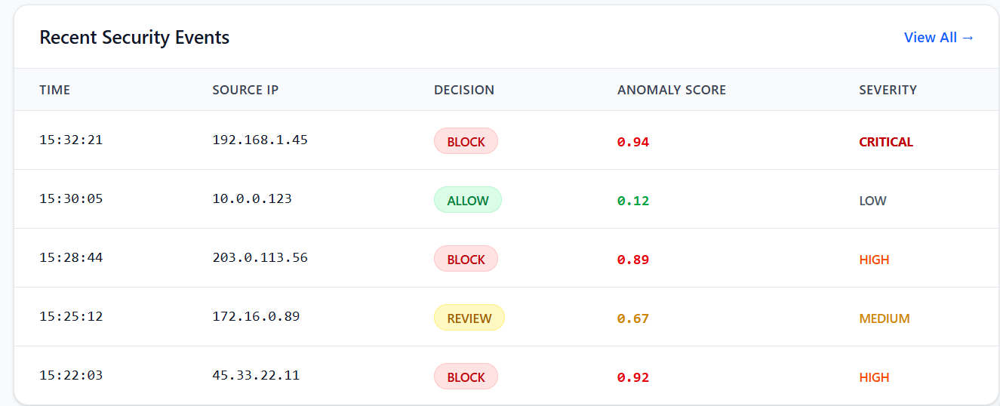 Recent Security Events View All →
TIME SOURCE IP DECISION ANOMALY SCORE SEVERITY
15:32:21 192.168.1.45 BLOCK 0.94 CRITICAL
15:30:05 10.0.0.123 ALLOW 0.12 LOW
15:28:44 203.0.113.56 BLOCK 0.89 HIGH
15:25:12 172.16.0.89 REVIEW 0.67 MEDIUM
15:22:03 45.33.22.11 BLOCK 0.92 HIGH